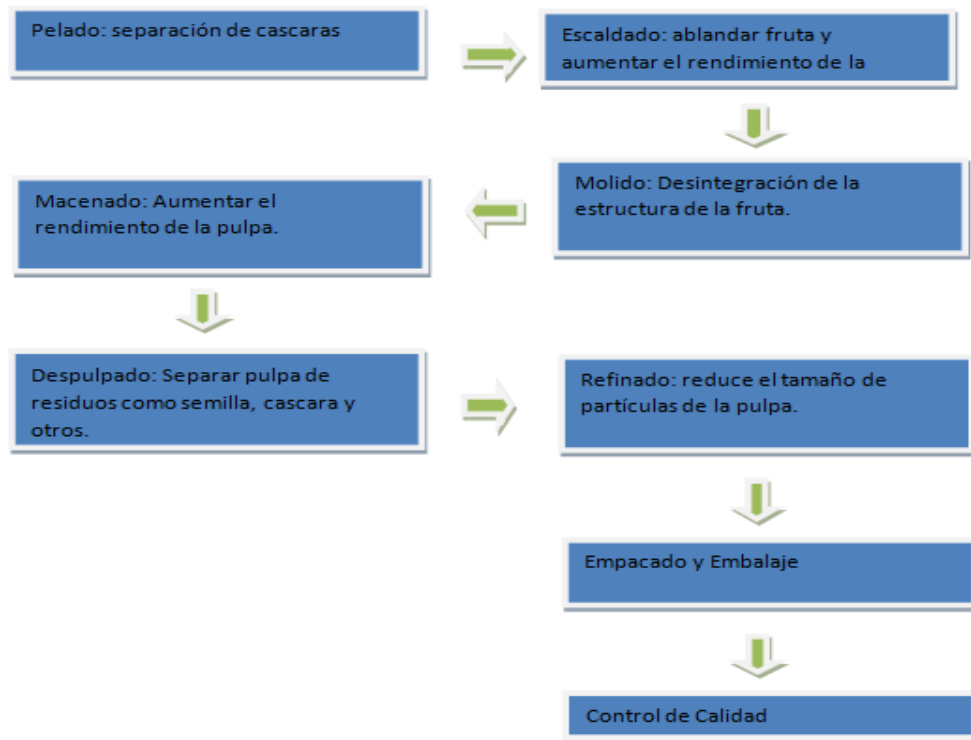 Pelado: separación de cascaras
Escaldado: ablandar fruta y
aumentar el rendimiento de la
Molido: Desintegración de la
estructura de la fruta.
Macenado: Aumentar el
rendimiento de la pulpa.
Despulpado: Separar pulpa de
residuos como semilla, cascara y
otros.
Refinado: reduce el tamaño de
partículas de la pulpa.
Empacado y Embalaje
Control de Calidad